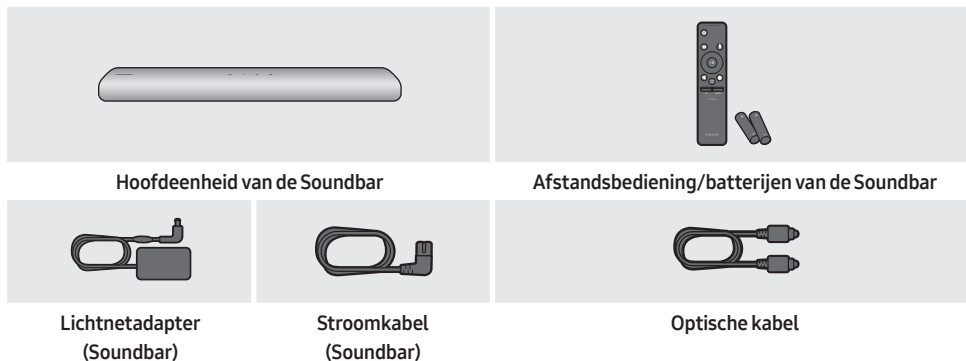 Hoofdeenheid van de Soundbar
Afstandsbediening/batterijen van de Soundbar
Lichtnetadapter
(Soundbar)
Stroomkabel
(Soundbar)
Optische kabel